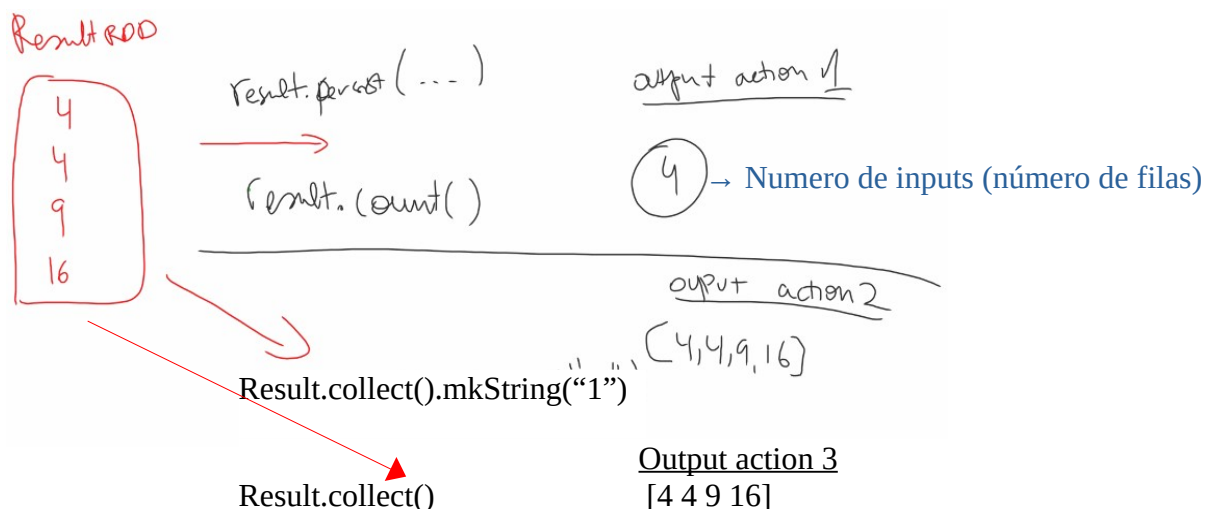 Result RDD
4
4
9
16
result.persist(...)
result.count()
output action 1
4 → Numero de inputs (número de filas)
ouput action 2
[4,4,9,16]
Result.collect().mkString(“1”)
Output action 3
Result.collect() [4 4 9 16]